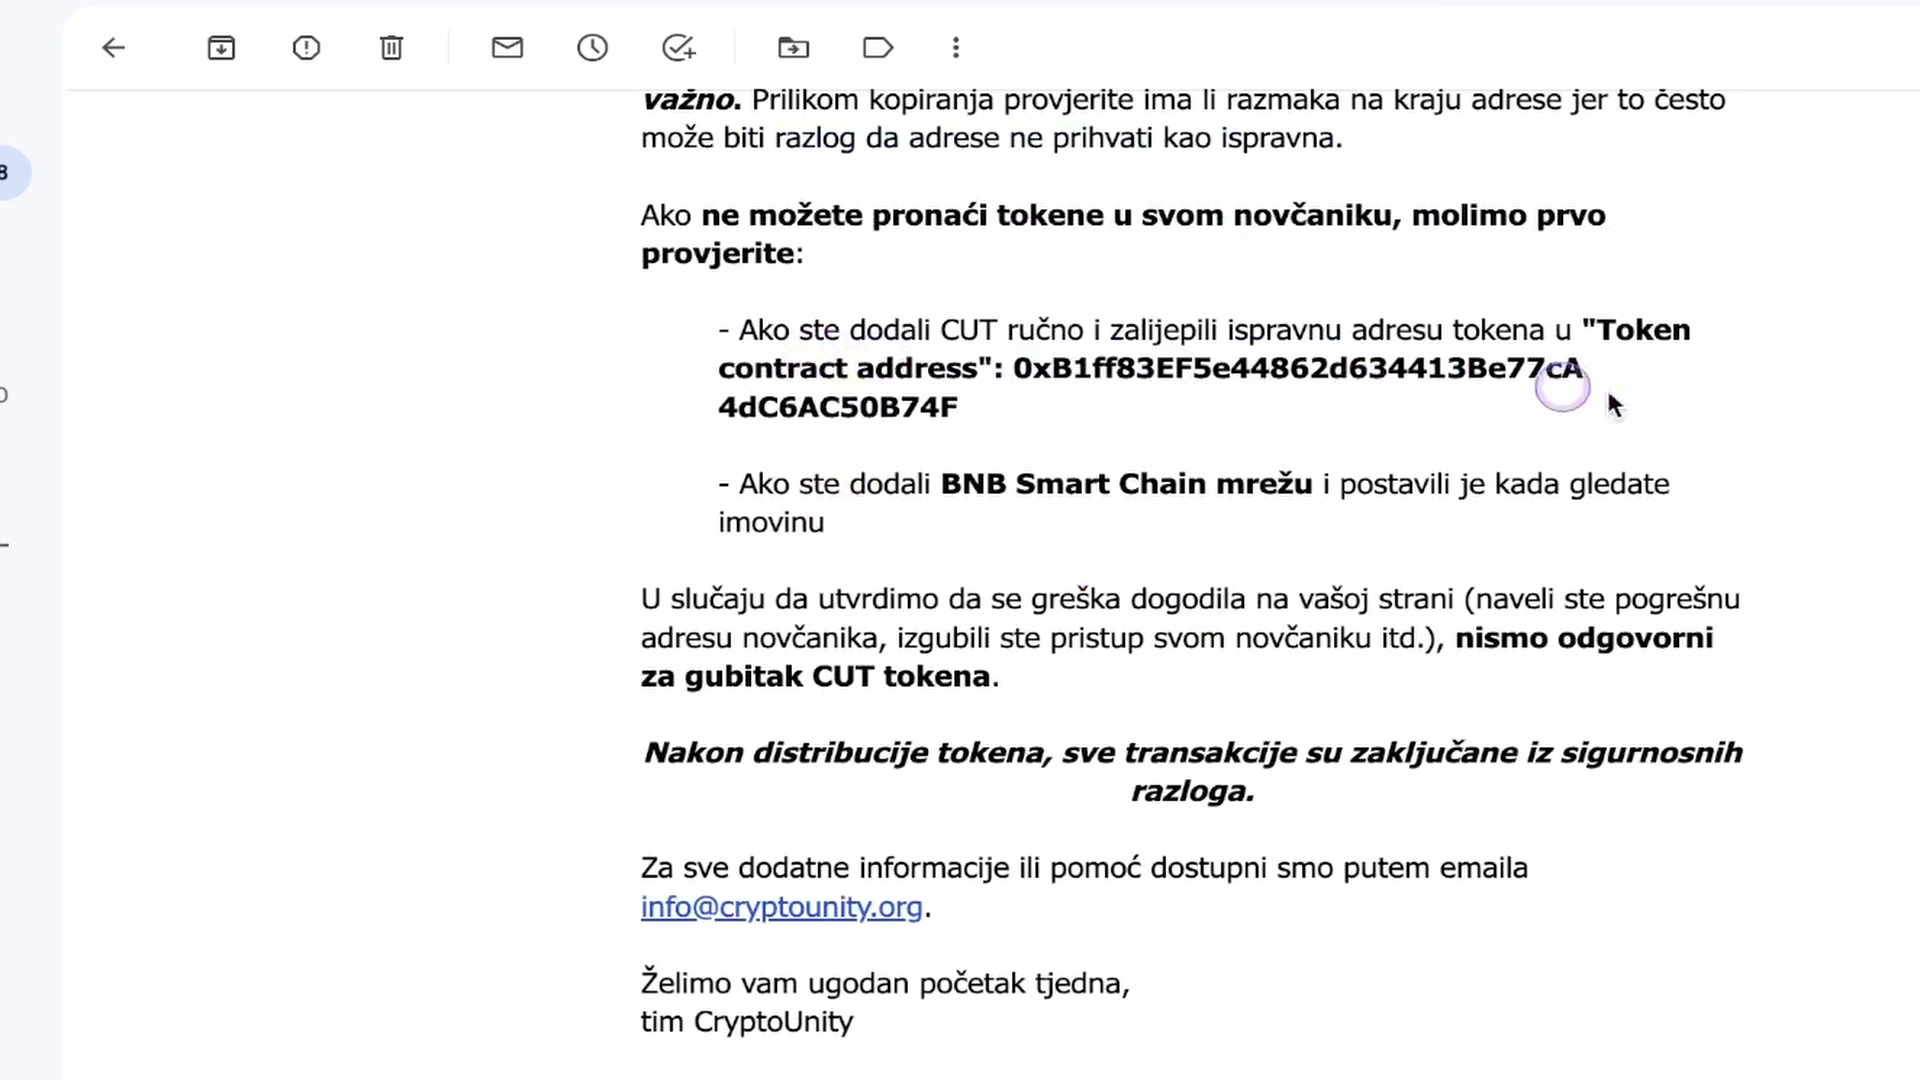 važno. Prilikom kopiranja provjerite ima li razmaka na kraju adrese jer to često
može biti razlog da adrese ne prihvati kao ispravna.
Ako ne možete pronaći tokene u svom novčaniku, molimo prvo
provjerite:
- Ako ste dodali CUT ručno i zalijepili ispravnu adresu tokena u "Token
contract address": 0xB1ff83EF5e44862d634413Be77cA
4dC6AC50B74F
- Ako ste dodali BNB Smart Chain mrežu i postavili je kada gledate
imovinu
U slučaju da utvrdimo da se greška dogodila na vašoj strani (naveli ste pogrešnu
adresu novčanika, izgubili ste pristup svom novčaniku itd.), nismo odgovorni
za gubitak CUT tokena.
Nakon distribucije tokena, sve transakcije su zaključane iz sigurnosnih
razloga.
Za sve dodatne informacije ili pomoć dostupni smo putem emaila
info@cryptounity.org.
Želimo vam ugodan početak tjedna,
tim CryptoUnity